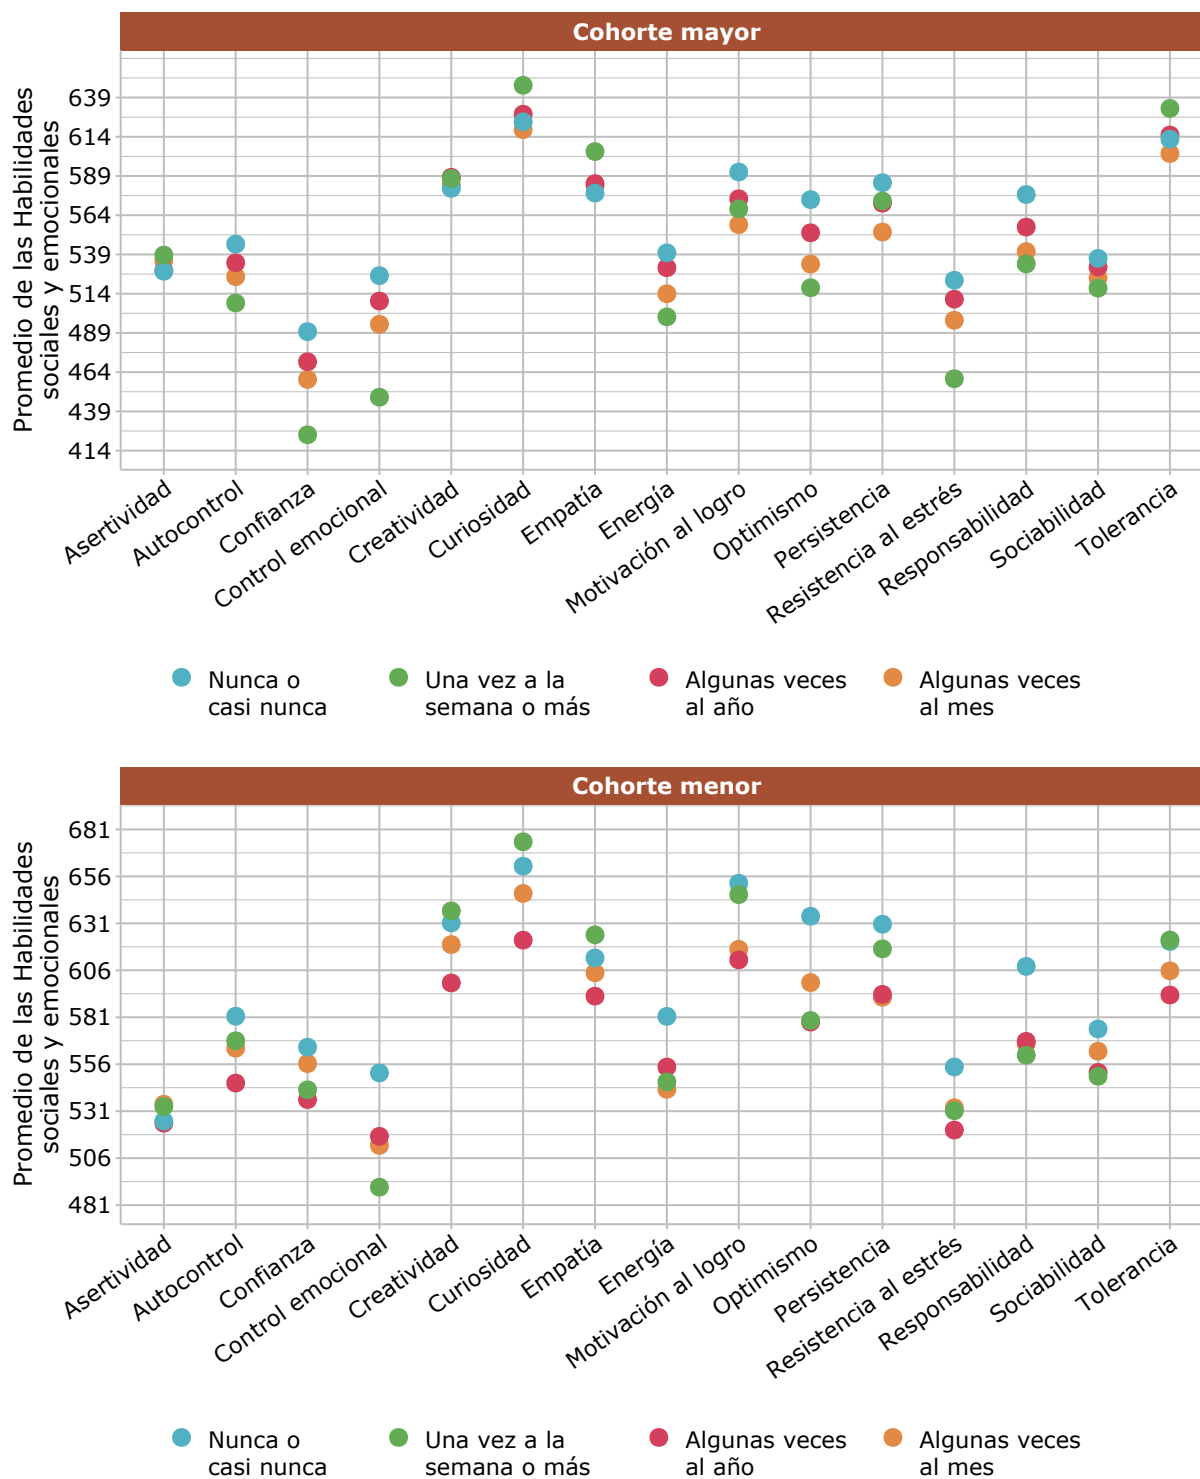 Cohorte mayor
Promedio de las Habilidades
sociales y emocionales
639
614
589
564
539
514
489
464
439
414
Asertividad
Autocontrol
Confianza
Control emocional
Creatividad
Curiosidad
Empatía
Energía
Motivación al logro
Optimismo
Persistencia
Resistencia al estrés
Responsabilidad
Sociabilidad
Tolerancia
Nunca o
casi nunca
Una vez a la
semana o más
Algunas veces
al año
Algunas veces
al mes
Cohorte menor
Promedio de las Habilidades
sociales y emocionales
681
656
631
606
581
556
531
506
481
Asertividad
Autocontrol
Confianza
Control emocional
Creatividad
Curiosidad
Empatía
Energía
Motivación al logro
Optimismo
Persistencia
Resistencia al estrés
Responsabilidad
Sociabilidad
Tolerancia
Nunca o
casi nunca
Una vez a la
semana o más
Algunas veces
al año
Algunas veces
al mes